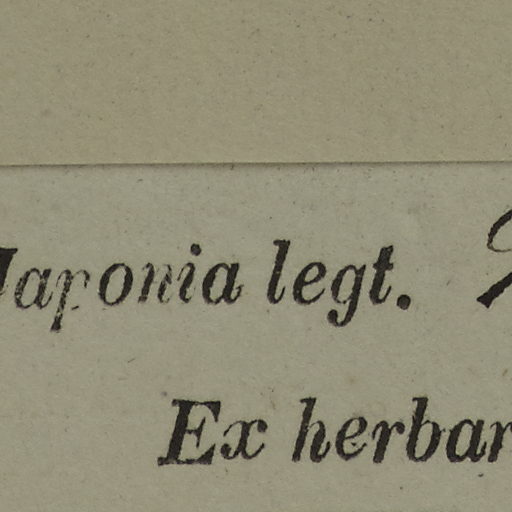 Japonia legt.
Ex herbar